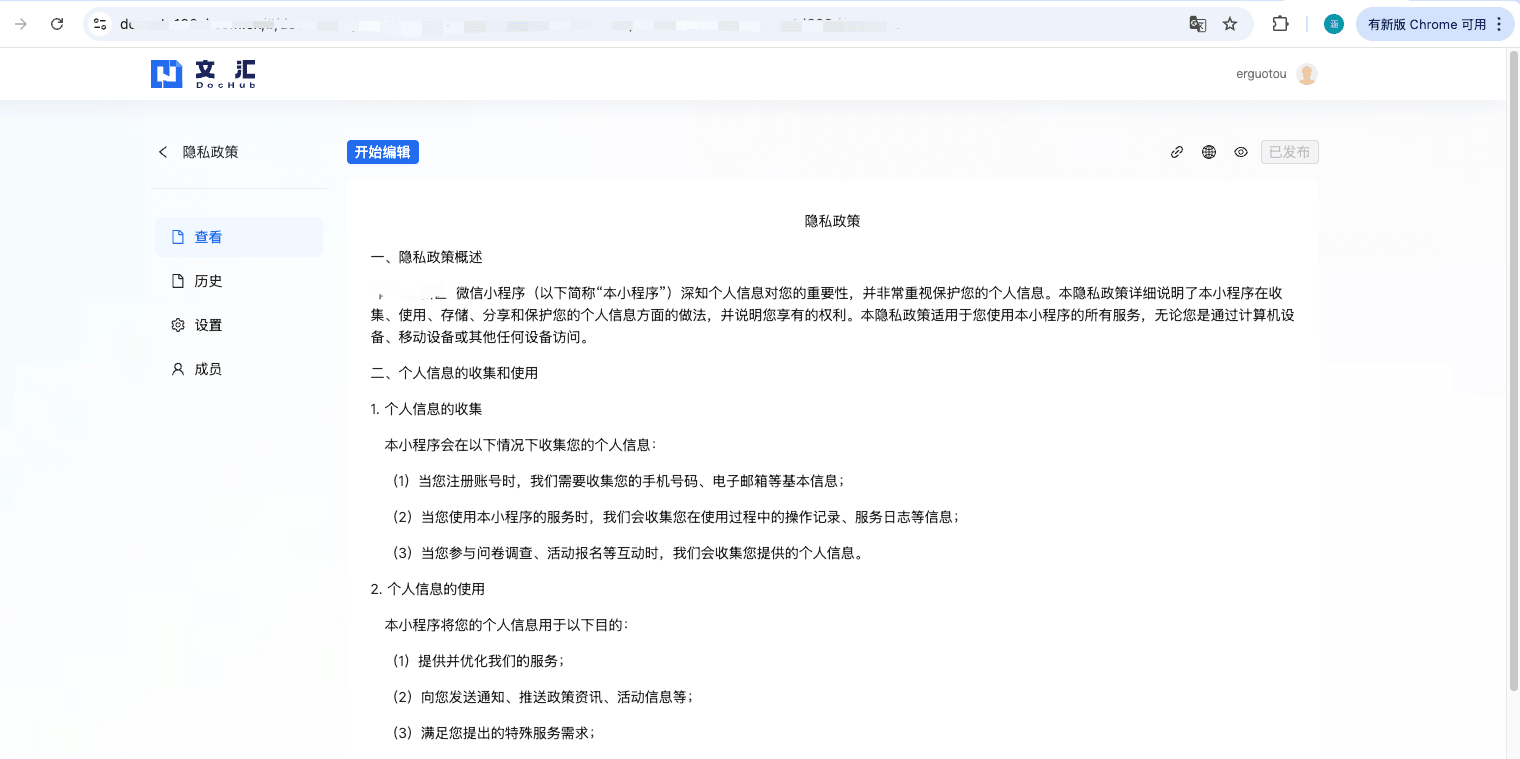 有新版 Chrome 可用
文 汇
DocHub
erguotou
隐私政策
开始编辑
已发布
查看
历史
设置
成员
隐私政策
一、隐私政策概述
微信小程序（以下简称“本小程序”）深知个人信息对您的重要性，并非常重视保护您的个人信息。本隐私政策详细说明了本小程序在收
集、使用、存储、分享和保护您的个人信息方面的做法，并说明您享有的权利。本隐私政策适用于您使用本小程序的所有服务，无论您是通过计算机设
备、移动设备或其他任何设备访问。
二、个人信息的收集和使用
1. 个人信息的收集
本小程序会在以下情况下收集您的个人信息：
（1）当您注册账号时，我们需要收集您的手机号码、电子邮箱等基本信息；
（2）当您使用本小程序的服务时，我们会收集您在使用过程中的操作记录、服务日志等信息；
（3）当您参与问卷调查、活动报名等互动时，我们会收集您提供的个人信息。
2. 个人信息的使用
本小程序将您的个人信息用于以下目的：
（1）提供并优化我们的服务；
（2）向您发送通知、推送政策资讯、活动信息等；
（3）满足您提出的特殊服务需求；